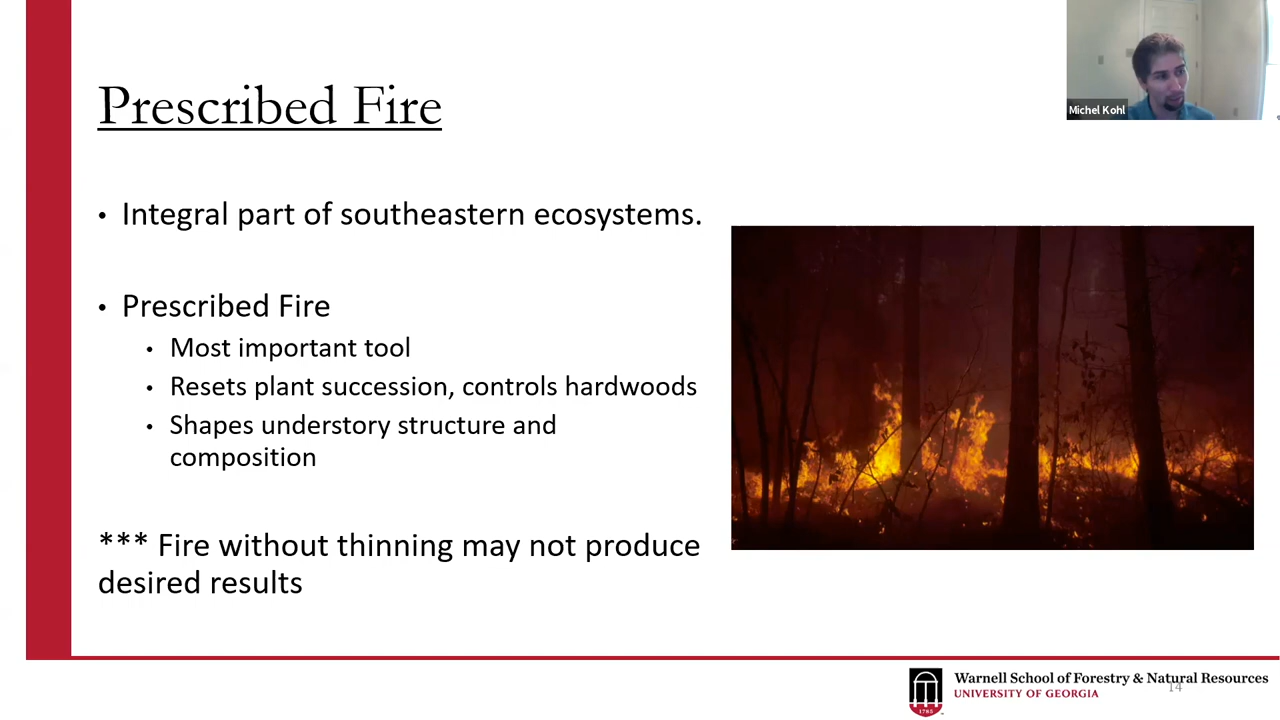 Michel Kohl
Prescribed Fire
• Integral part of southeastern ecosystems.
• Prescribed Fire
• Most important tool
• Resets plant succession, controls hardwoods
• Shapes understory structure and
composition
*** Fire without thinning may not produce
desired results
1785
Warnell School of Forestry & Natural Resources
UNIVERSITY OF GEORGIA
14